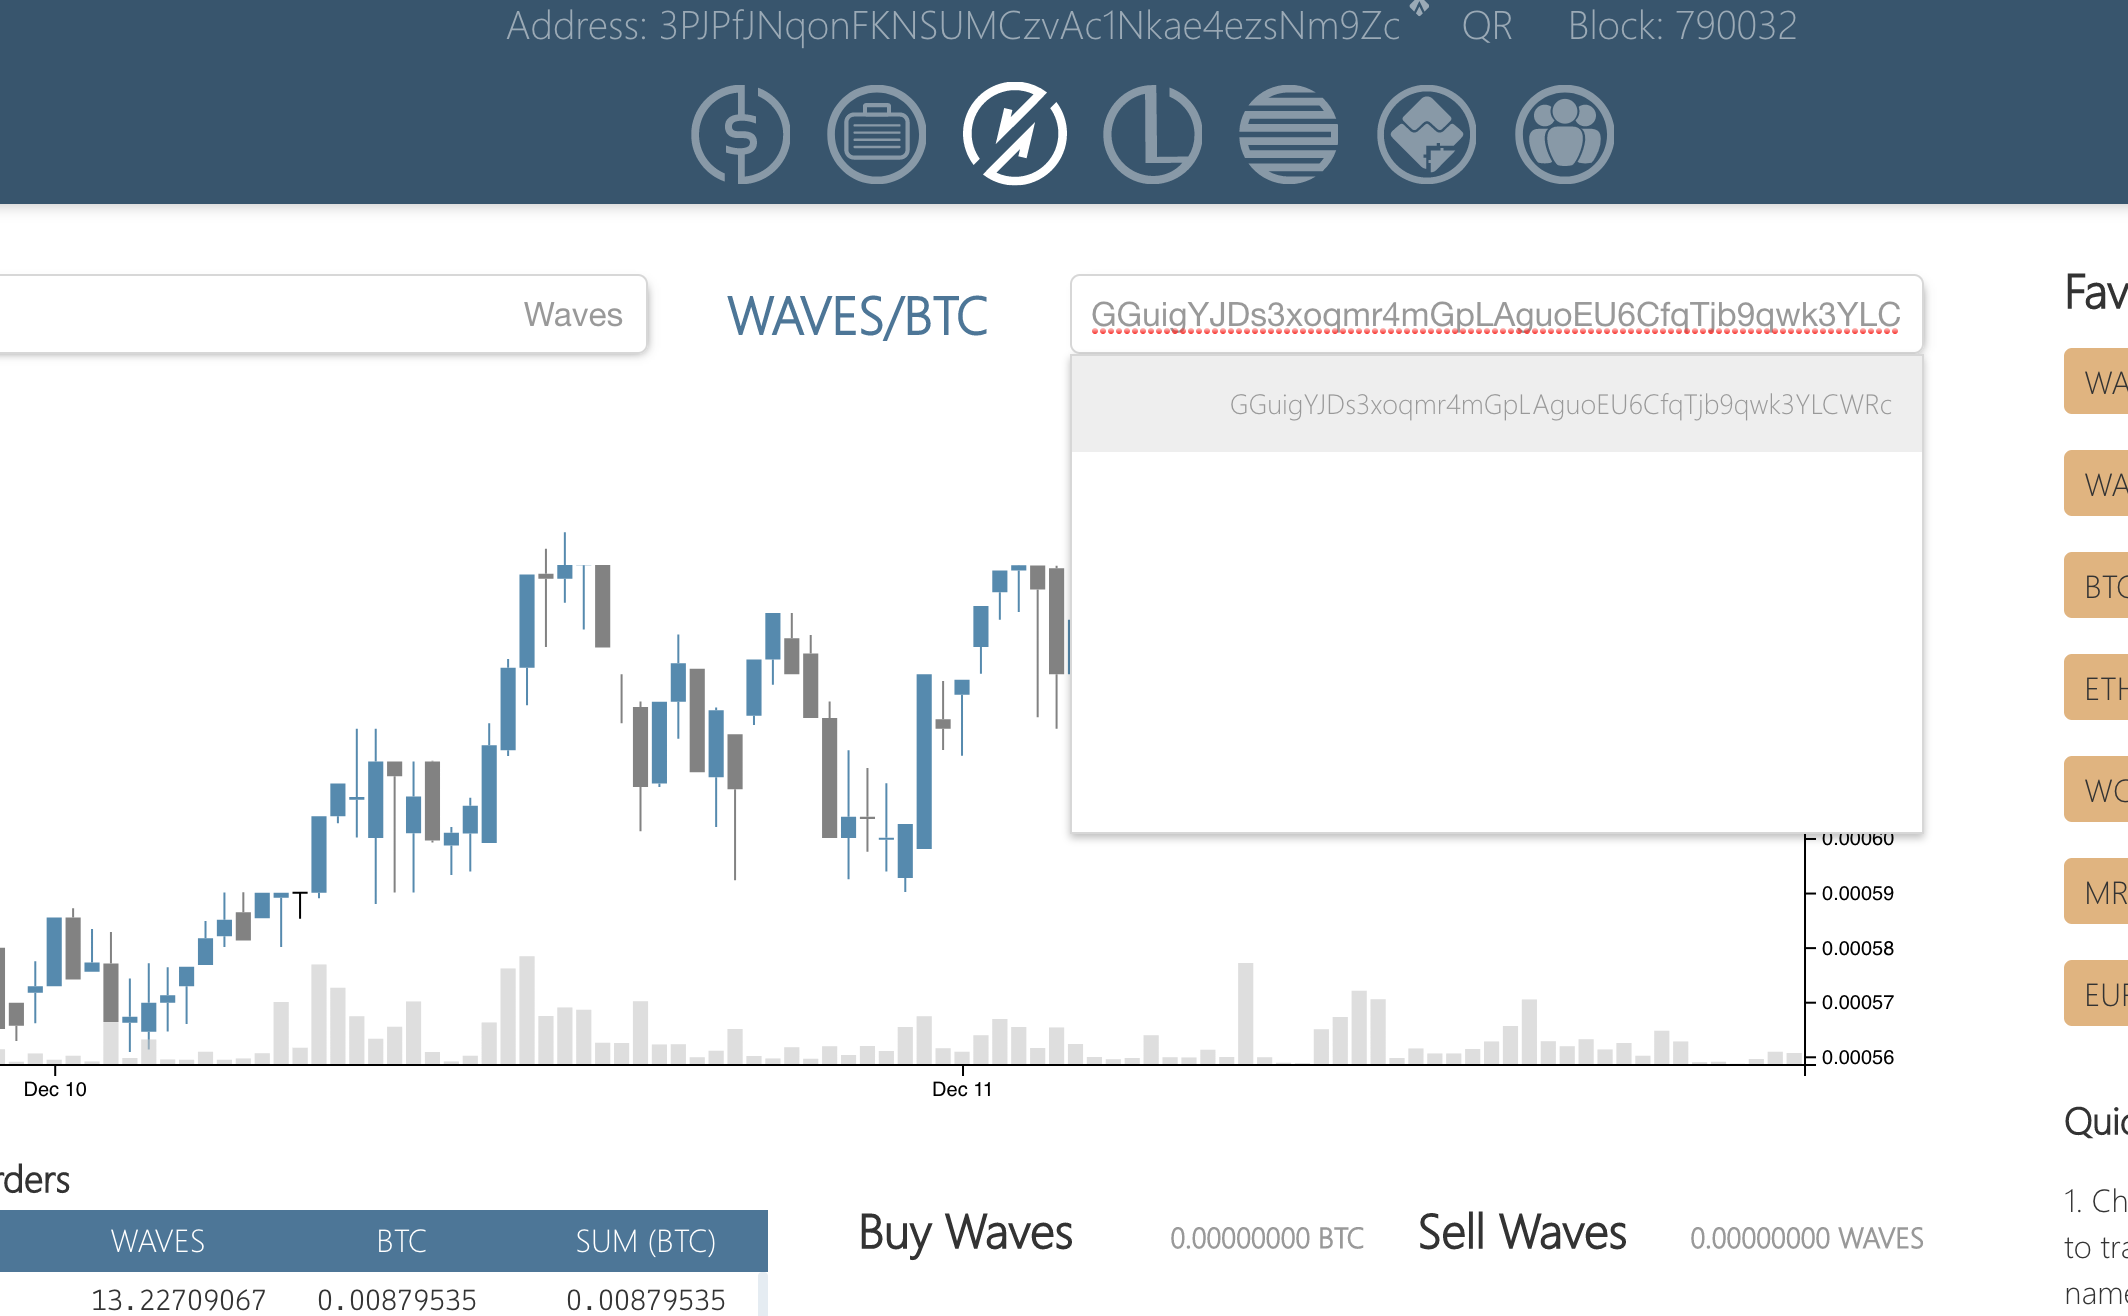 Address: 3PJPfJNqonFKNSUMCzvAc1Nkae4ezsNm9Zc QR Block: 790032
Waves
WAVES/BTC
GGuigYJDs3xoqmr4mGpLAguoEU6CfqTjb9qwk3YLC
GGuigYJDs3xoqmr4mGpLAguoEU6CfqTjb9qwk3YLCWRc
Fav
WA
WA
BTC
ETH
WC
MR
EUR
0.00060
0.00059
0.00058
0.00057
0.00056
Dec 10
Dec 11
rders
WAVES BTC SUM (BTC)
13.22709067 0.00879535 0.00879535
Buy Waves 0.00000000 BTC
Sell Waves 0.00000000 WAVES
Quic
1. Ch
to tra
name